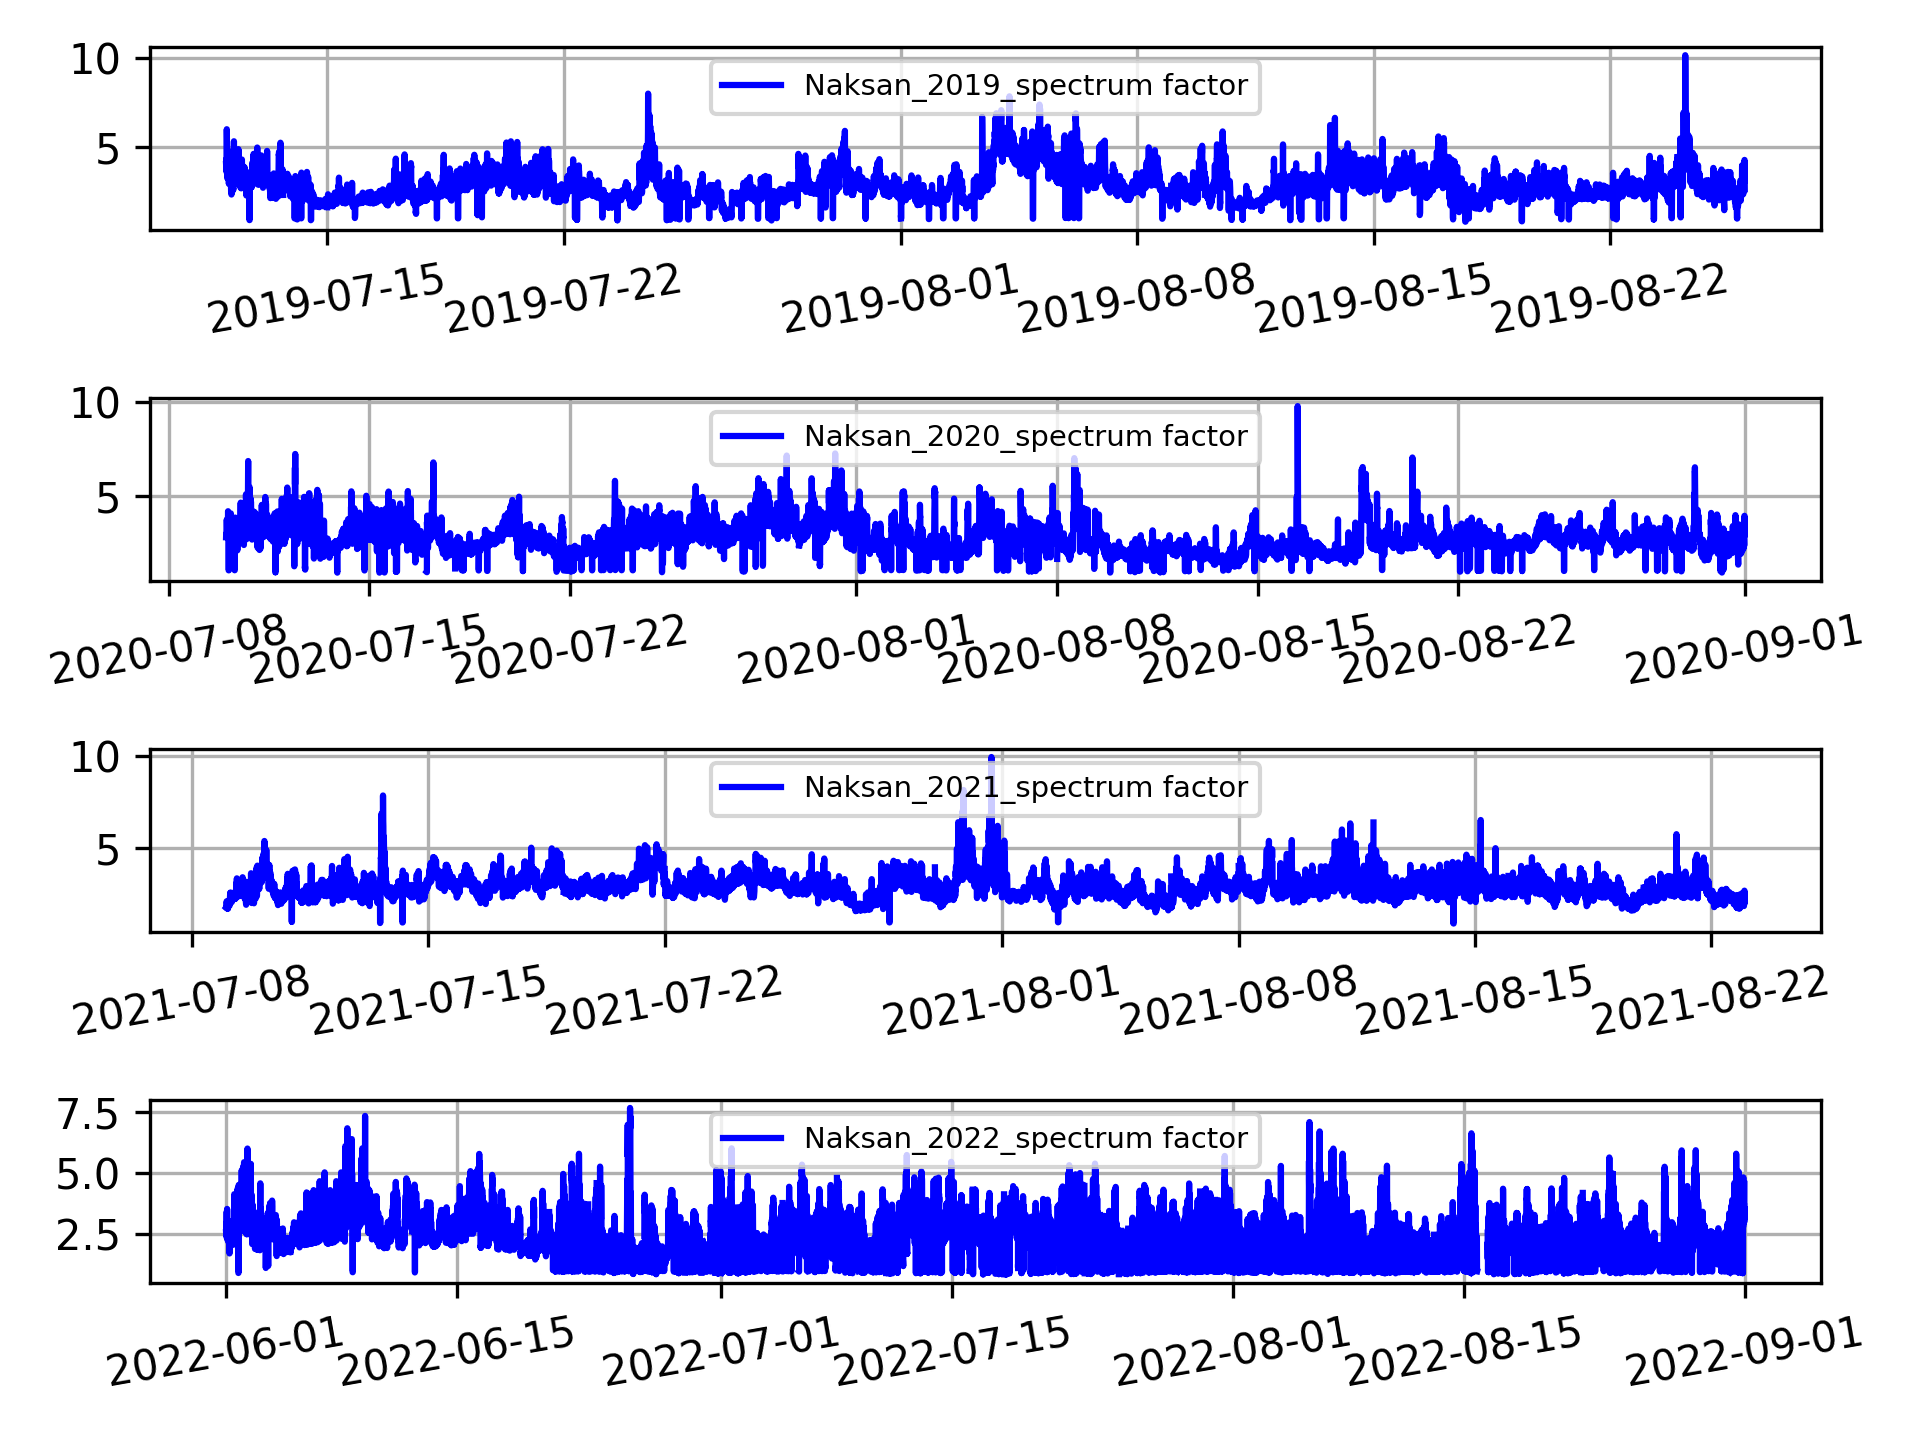 10
Naksan_2019_spectrum factor
5
2019-07-15 2019-07-22 2019-08-01 2019-08-08 2019-08-15 2019-08-22
10
Naksan_2020_spectrum factor
5
2020-07-08 2020-07-15 2020-07-22 2020-08-01 2020-08-08 2020-08-15 2020-08-22 2020-09-01
10
Naksan_2021_spectrum factor
5
2021-07-08 2021-07-15 2021-07-22 2021-08-01 2021-08-08 2021-08-15 2021-08-22
7.5
Naksan_2022_spectrum factor
5.0
2.5
2022-06-01 2022-06-15 2022-07-01 2022-07-15 2022-08-01 2022-08-15 2022-09-01